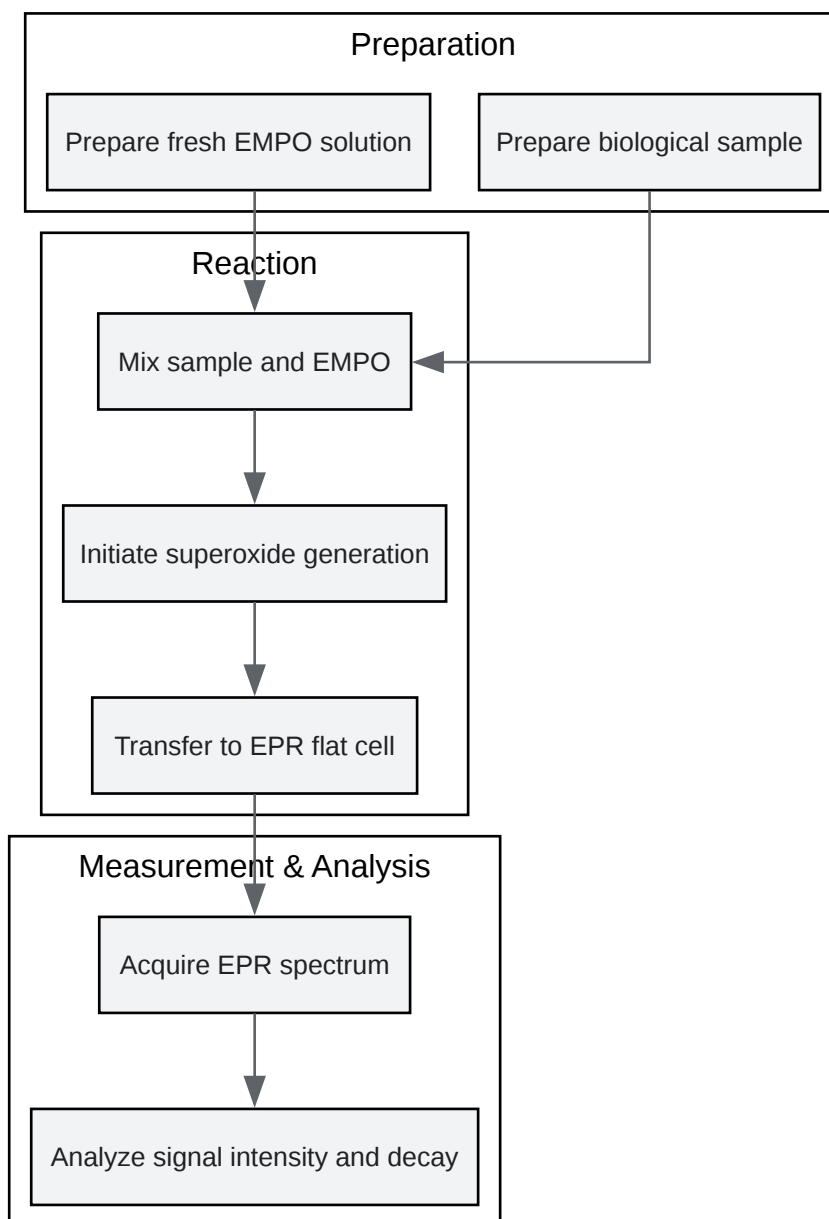 Preparation
Prepare fresh EMPO solution
Prepare biological sample
Reaction
Mix sample and EMPO
Initiate superoxide generation
Transfer to EPR flat cell
Measurement & Analysis
Acquire EPR spectrum
Analyze signal intensity and decay